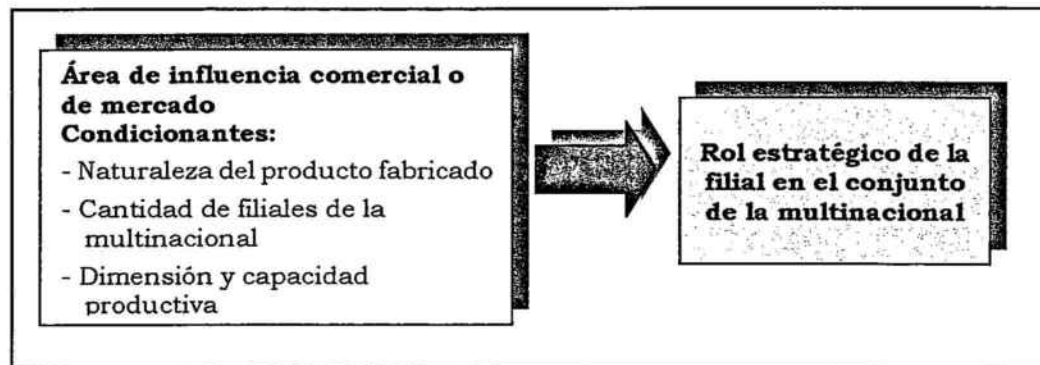 Área de influencia comercial o
de mercado
Condicionantes:
- Naturaleza del producto fabricado
- Cantidad de filiales de la
multinacional
- Dimensión y capacidad
productiva
Rol estratégico de la
filial en el conjunto
de la multinacional